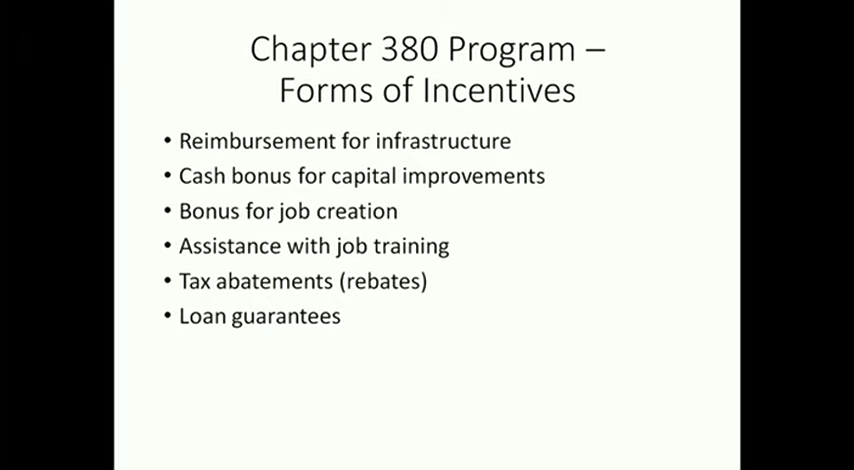 Chapter 380 Program –
Forms of Incentives
• Reimbursement for infrastructure
• Cash bonus for capital improvements
• Bonus for job creation
• Assistance with job training
• Tax abatements (rebates)
• Loan guarantees